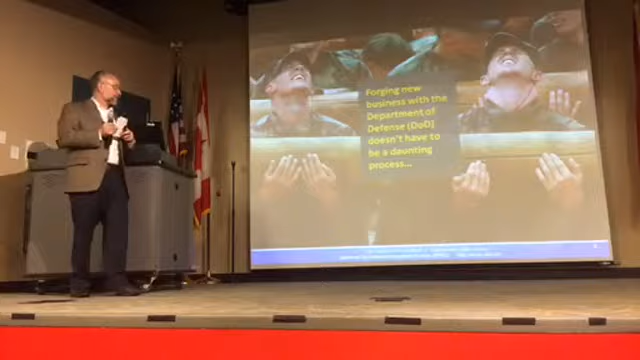 Forging new
business with the
Department of
Defense (DoD)
doesn't have to
be a daunting
process...